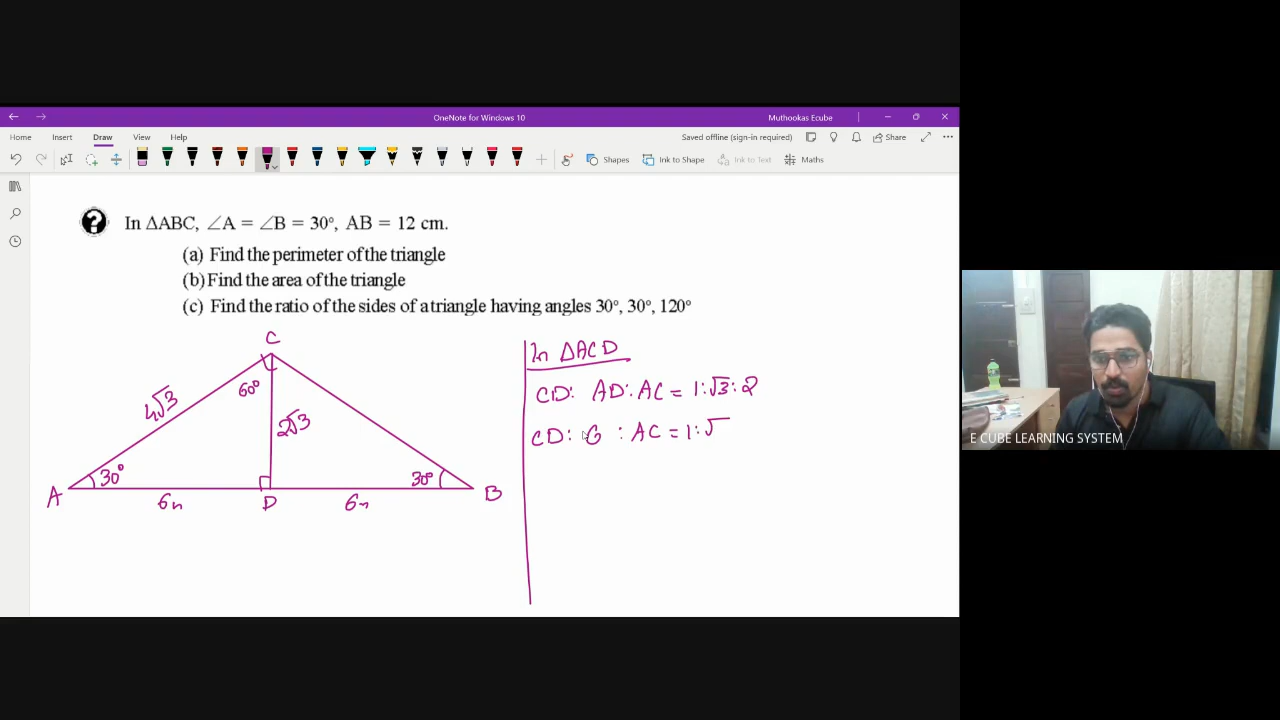 OneNote for Windows 10
Muthookas Ecube
Home Insert Draw View Help
Saved offline (sign-in required)
Share
Shapes
Ink to Shape
Ink to Text
Maths
In ΔABC, ∠A = ∠B = 30°, AB = 12 cm.
(a) Find the perimeter of the triangle
(b) Find the area of the triangle
(c) Find the ratio of the sides of a triangle having angles 30°, 30°, 120°
C
60°
4√3
2√3
30°
30°
A
D
B
In ΔACD
CD: AD: AC = 1:√3:2
CD: 6 : AC = 1:√
E CUBE LEARNING SYSTEM